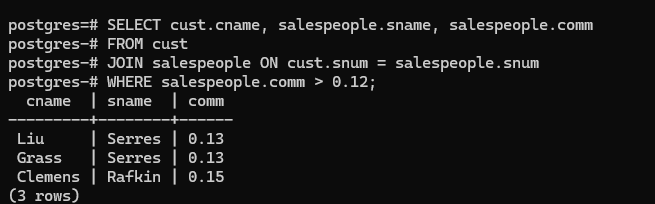 postgres=# SELECT cust.cname, salespeople.sname, salespeople.comm
postgres-# FROM cust
postgres-# JOIN salespeople ON cust.snum = salespeople.snum
postgres-# WHERE salespeople.comm > 0.12;
  cname  | sname  | comm
---------+--------+------
 Liu     | Serres | 0.13
 Grass   | Serres | 0.13
 Clemens | Rafkin | 0.15
(3 rows)